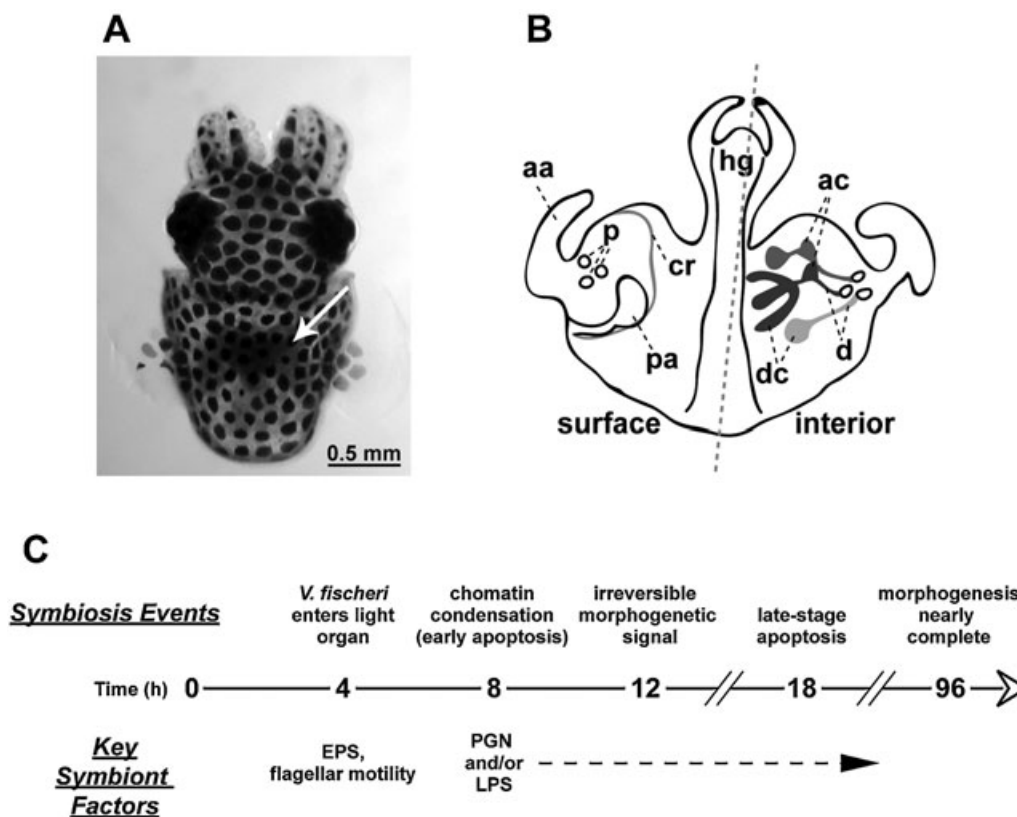 A
0.5 mm
B
aa
p
cr
pa
hg
ac
dc
d
surface
interior
C
Symbiosis Events
V. fischeri
enters light
organ
chomatin
condensation
(early apoptosis)
irreversible
morphogenetic
signal
late-stage
apoptosis
morphogenesis
nearly
complete
Time (h) 0 4 8 12 18 96
Key
Symbiont
Factors
EPS,
flagellar motility
PGN
and/or
LPS